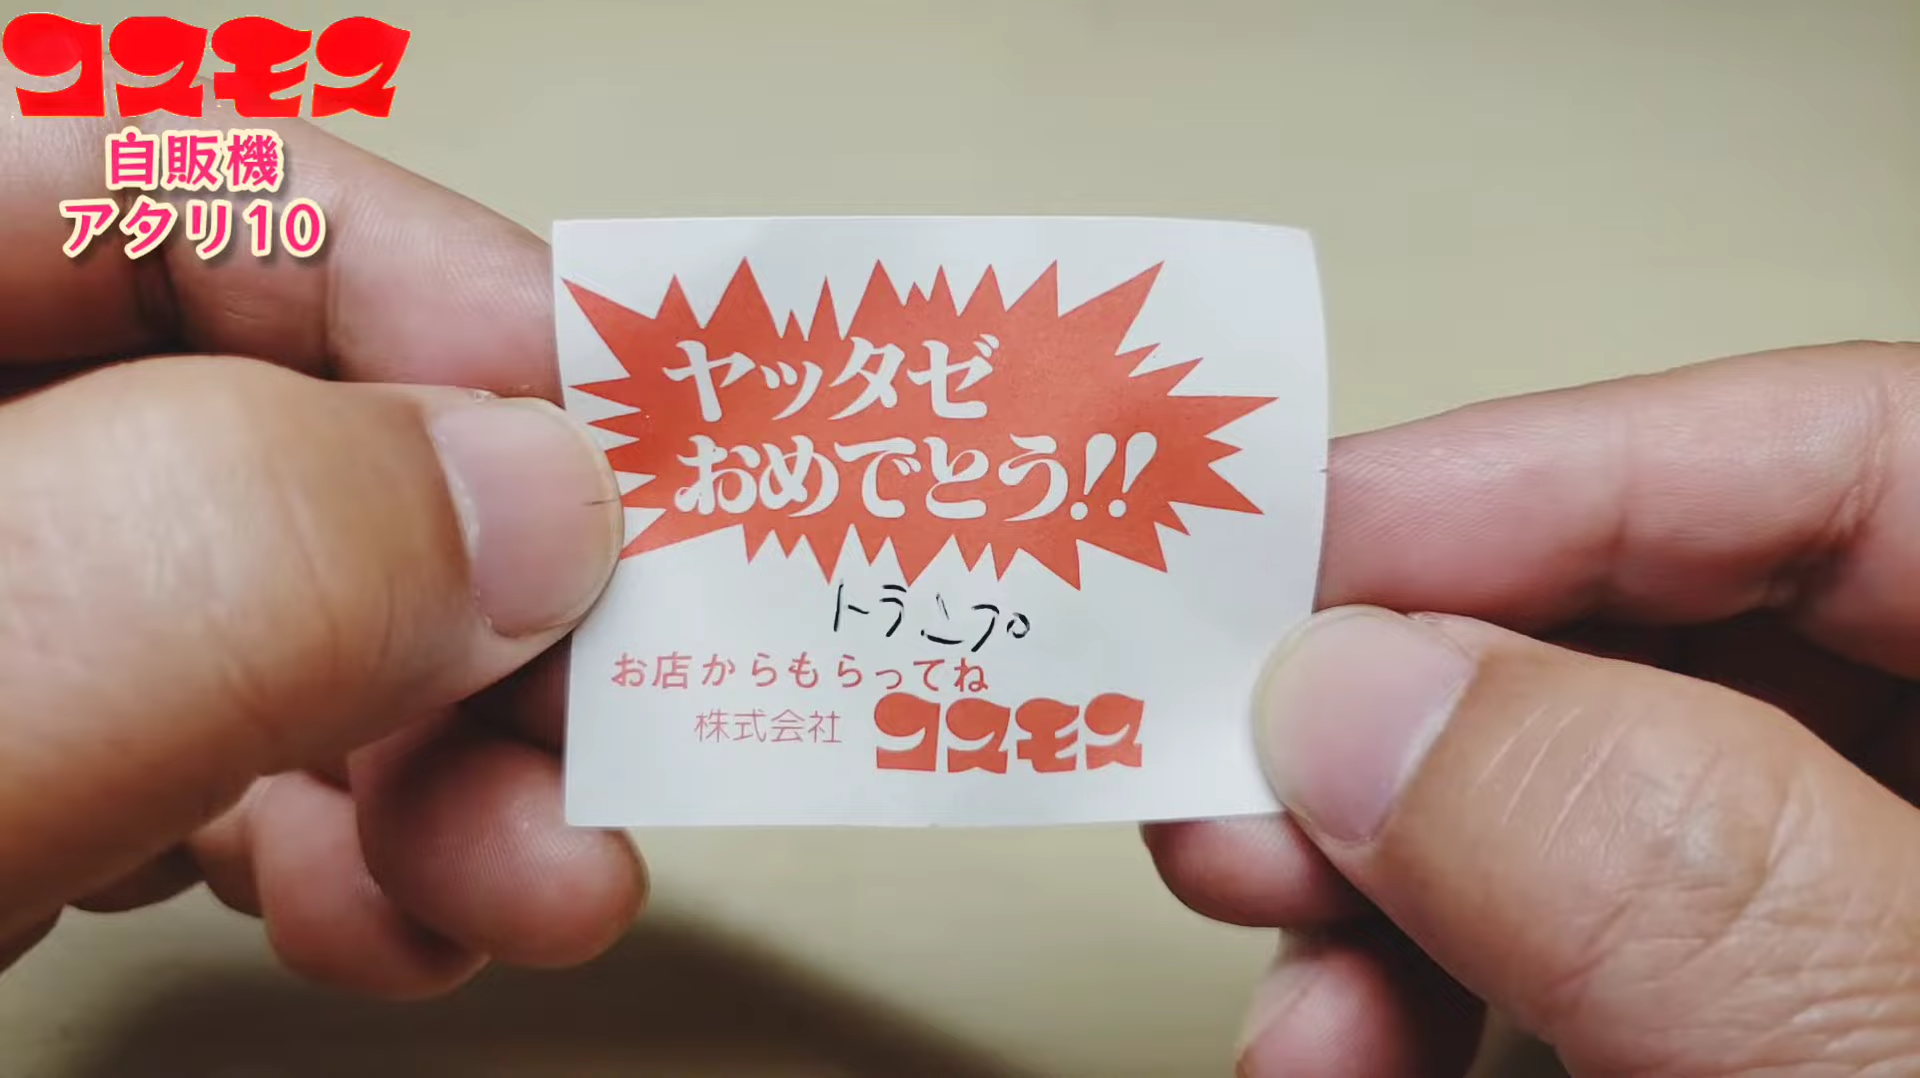 コスモス
自販機
アタリ10
ヤッタゼ
おめでとう!!
トランプ
お店からもらってね
株式会社 コスモス